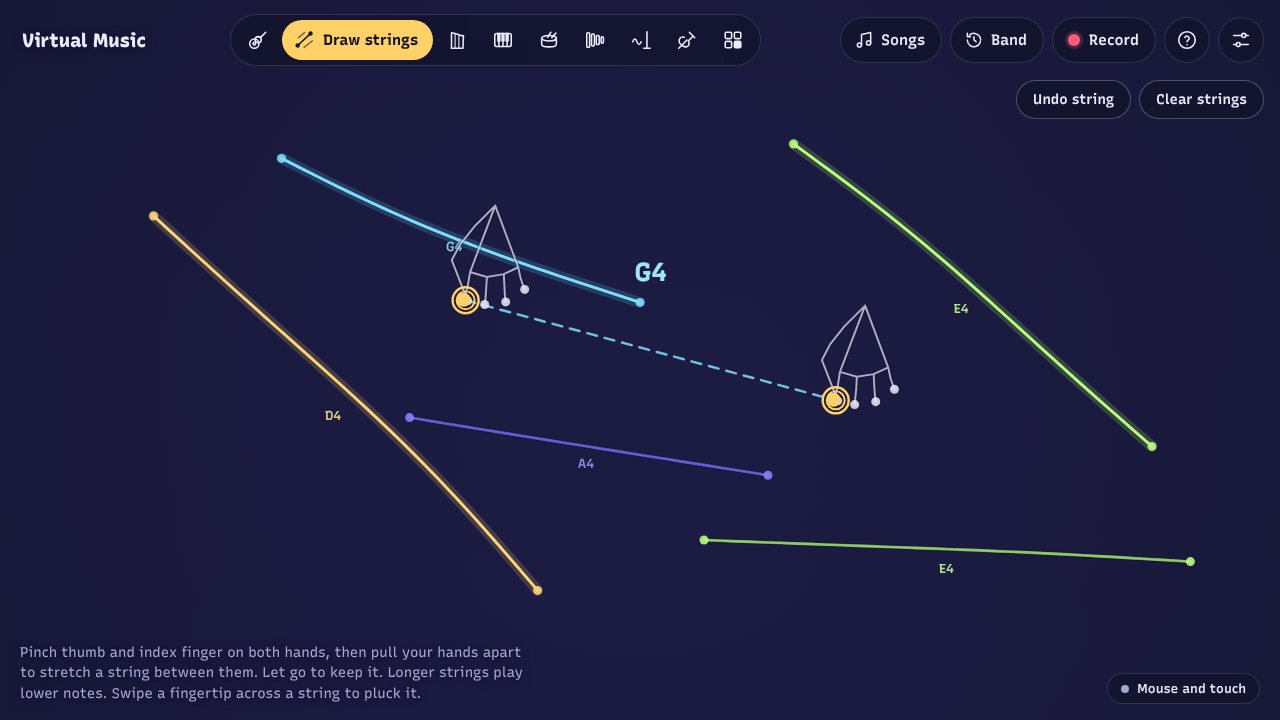 Virtual Music
Draw strings
Songs
Band
Record
Undo string
Clear strings
G4
G4
E4
D4
A4
E4
Pinch thumb and index finger on both hands, then pull your hands apart
to stretch a string between them. Let go to keep it. Longer strings play
lower notes. Swipe a fingertip across a string to pluck it.
Mouse and touch